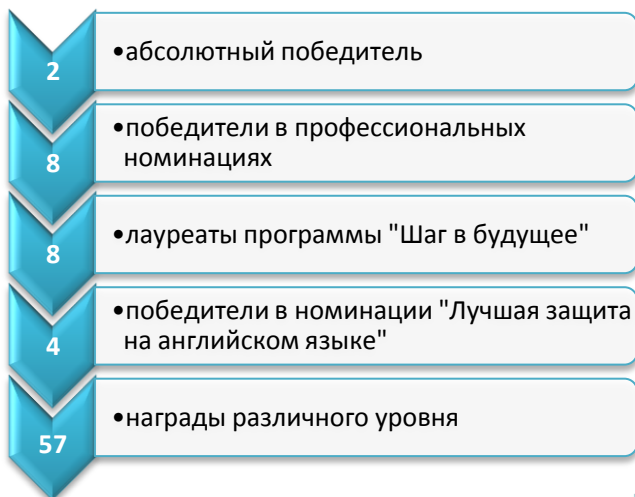 2
•абсолютный победитель
8
•победители в профессиональных
номинациях
8
•лауреаты программы "Шаг в будущее"
4
•победители в номинации "Лучшая защита
на английском языке"
57
•награды различного уровня